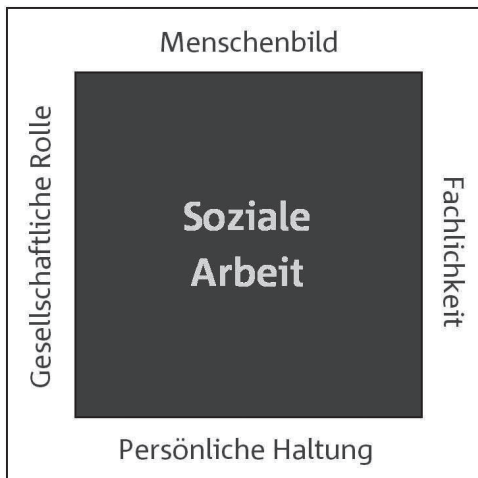 Menschenbild
Gesellschaftliche Rolle
Soziale
Arbeit
Fachlichkeit
Persönliche Haltung